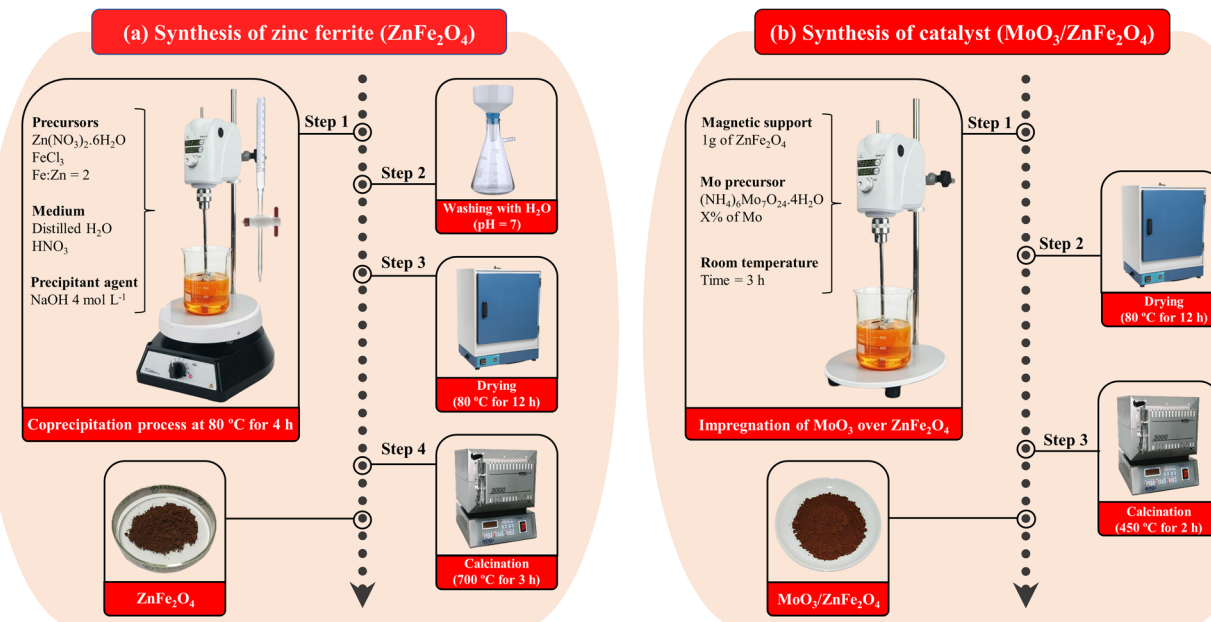 (a) Synthesis of zinc ferrite (ZnFe₂O₄)
Precursors
Zn(NO₃)₂.6H₂O
FeCl₃
Fe:Zn = 2
Medium
Distilled H₂O
HNO₃
Precipitant agent
NaOH 4 mol L⁻¹
Coprecipitation process at 80 ºC for 4 h
Step 1
Step 2
Washing with H₂O
(pH = 7)
Step 3
Drying
(80 ºC for 12 h)
Step 4
Calcination
(700 ºC for 3 h)
ZnFe₂O₄
(b) Synthesis of catalyst (MoO₃/ZnFe₂O₄)
Magnetic support
1g of ZnFe₂O₄
Mo precursor
(NH₄)₆Mo₇O₂₄.4H₂O
X% of Mo
Room temperature
Time = 3 h
Impregnation of MoO₃ over ZnFe₂O₄
Step 1
Step 2
Drying
(80 ºC for 12 h)
Step 3
Calcination
(450 ºC for 2 h)
MoO₃/ZnFe₂O₄